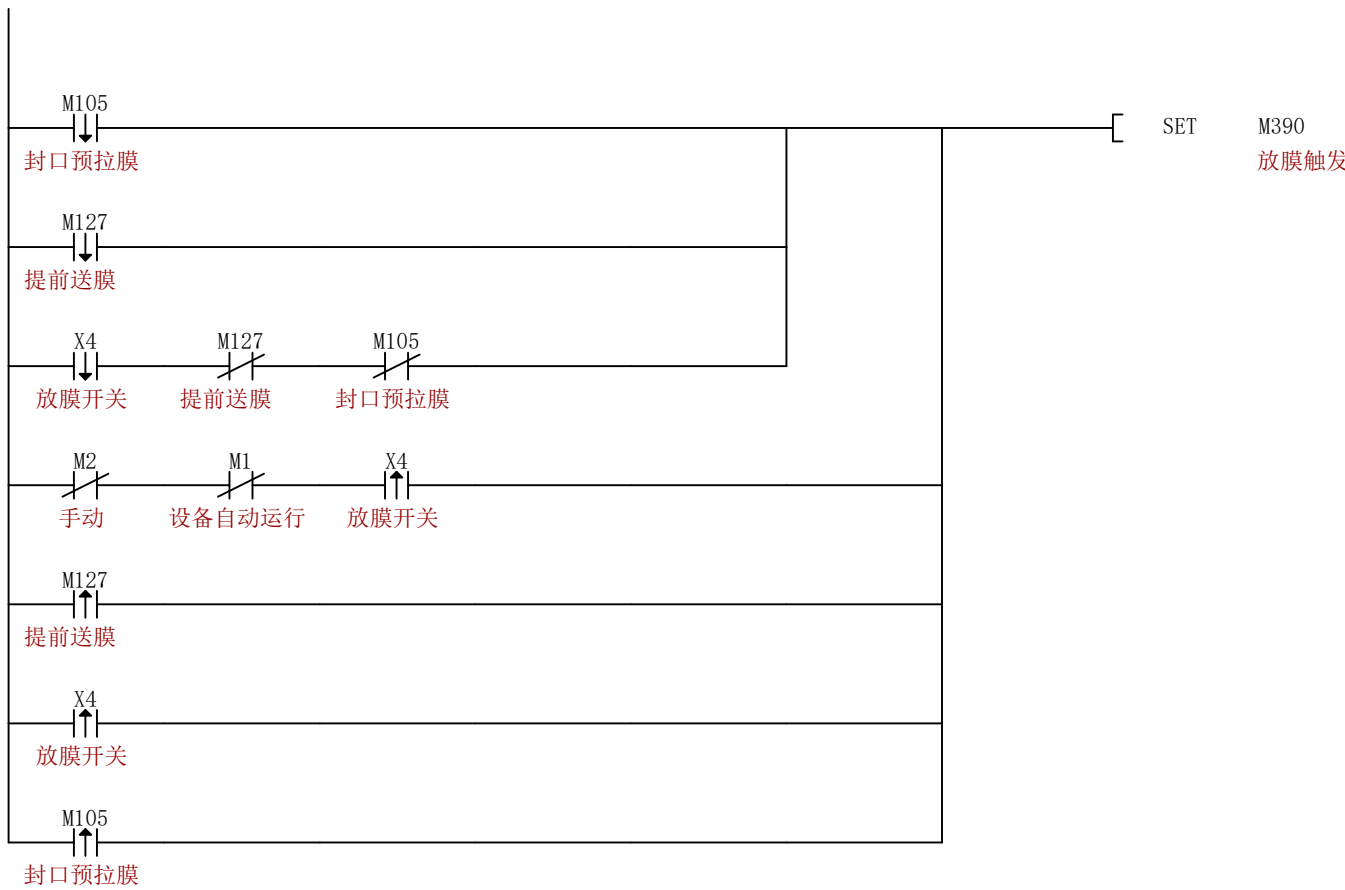 M105
SET M390
封口预拉膜
放膜触发
M127
提前送膜
X4 M127 M105
放膜开关 提前送膜 封口预拉膜
M2 M1 X4
手动 设备自动运行 放膜开关
M127
提前送膜
X4
放膜开关
M105
封口预拉膜